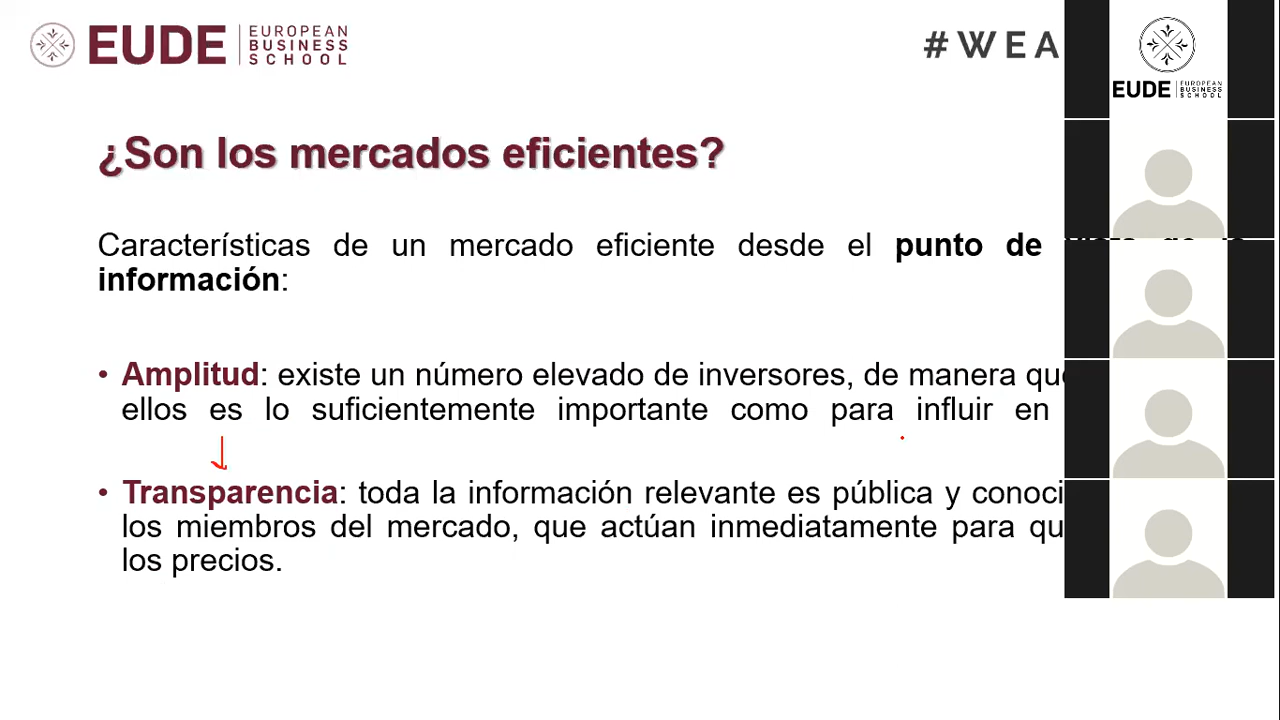 EUDE EUROPEAN BUSINESS SCHOOL
#WEA
EUDE EUROPEAN BUSINESS SCHOOL
¿Son los mercados eficientes?
Características de un mercado eficiente desde el punto de
información:
• Amplitud: existe un número elevado de inversores, de manera que
ellos es lo suficientemente importante como para influir en
• Transparencia: toda la información relevante es pública y conoci
los miembros del mercado, que actúan inmediatamente para qu
los precios.